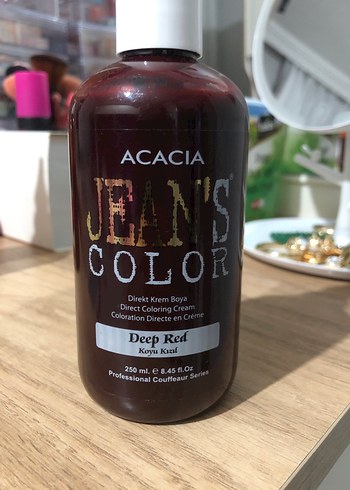 ACACIA
JEAN'S®
COLOR
Direkt Krem Boya
Direct Coloring Cream
Coloration Directe en Crème
Deep Red
Koyu Kızıl
250 ml. ℮ 8.45 fl.Oz
Professional Couffeaur Series